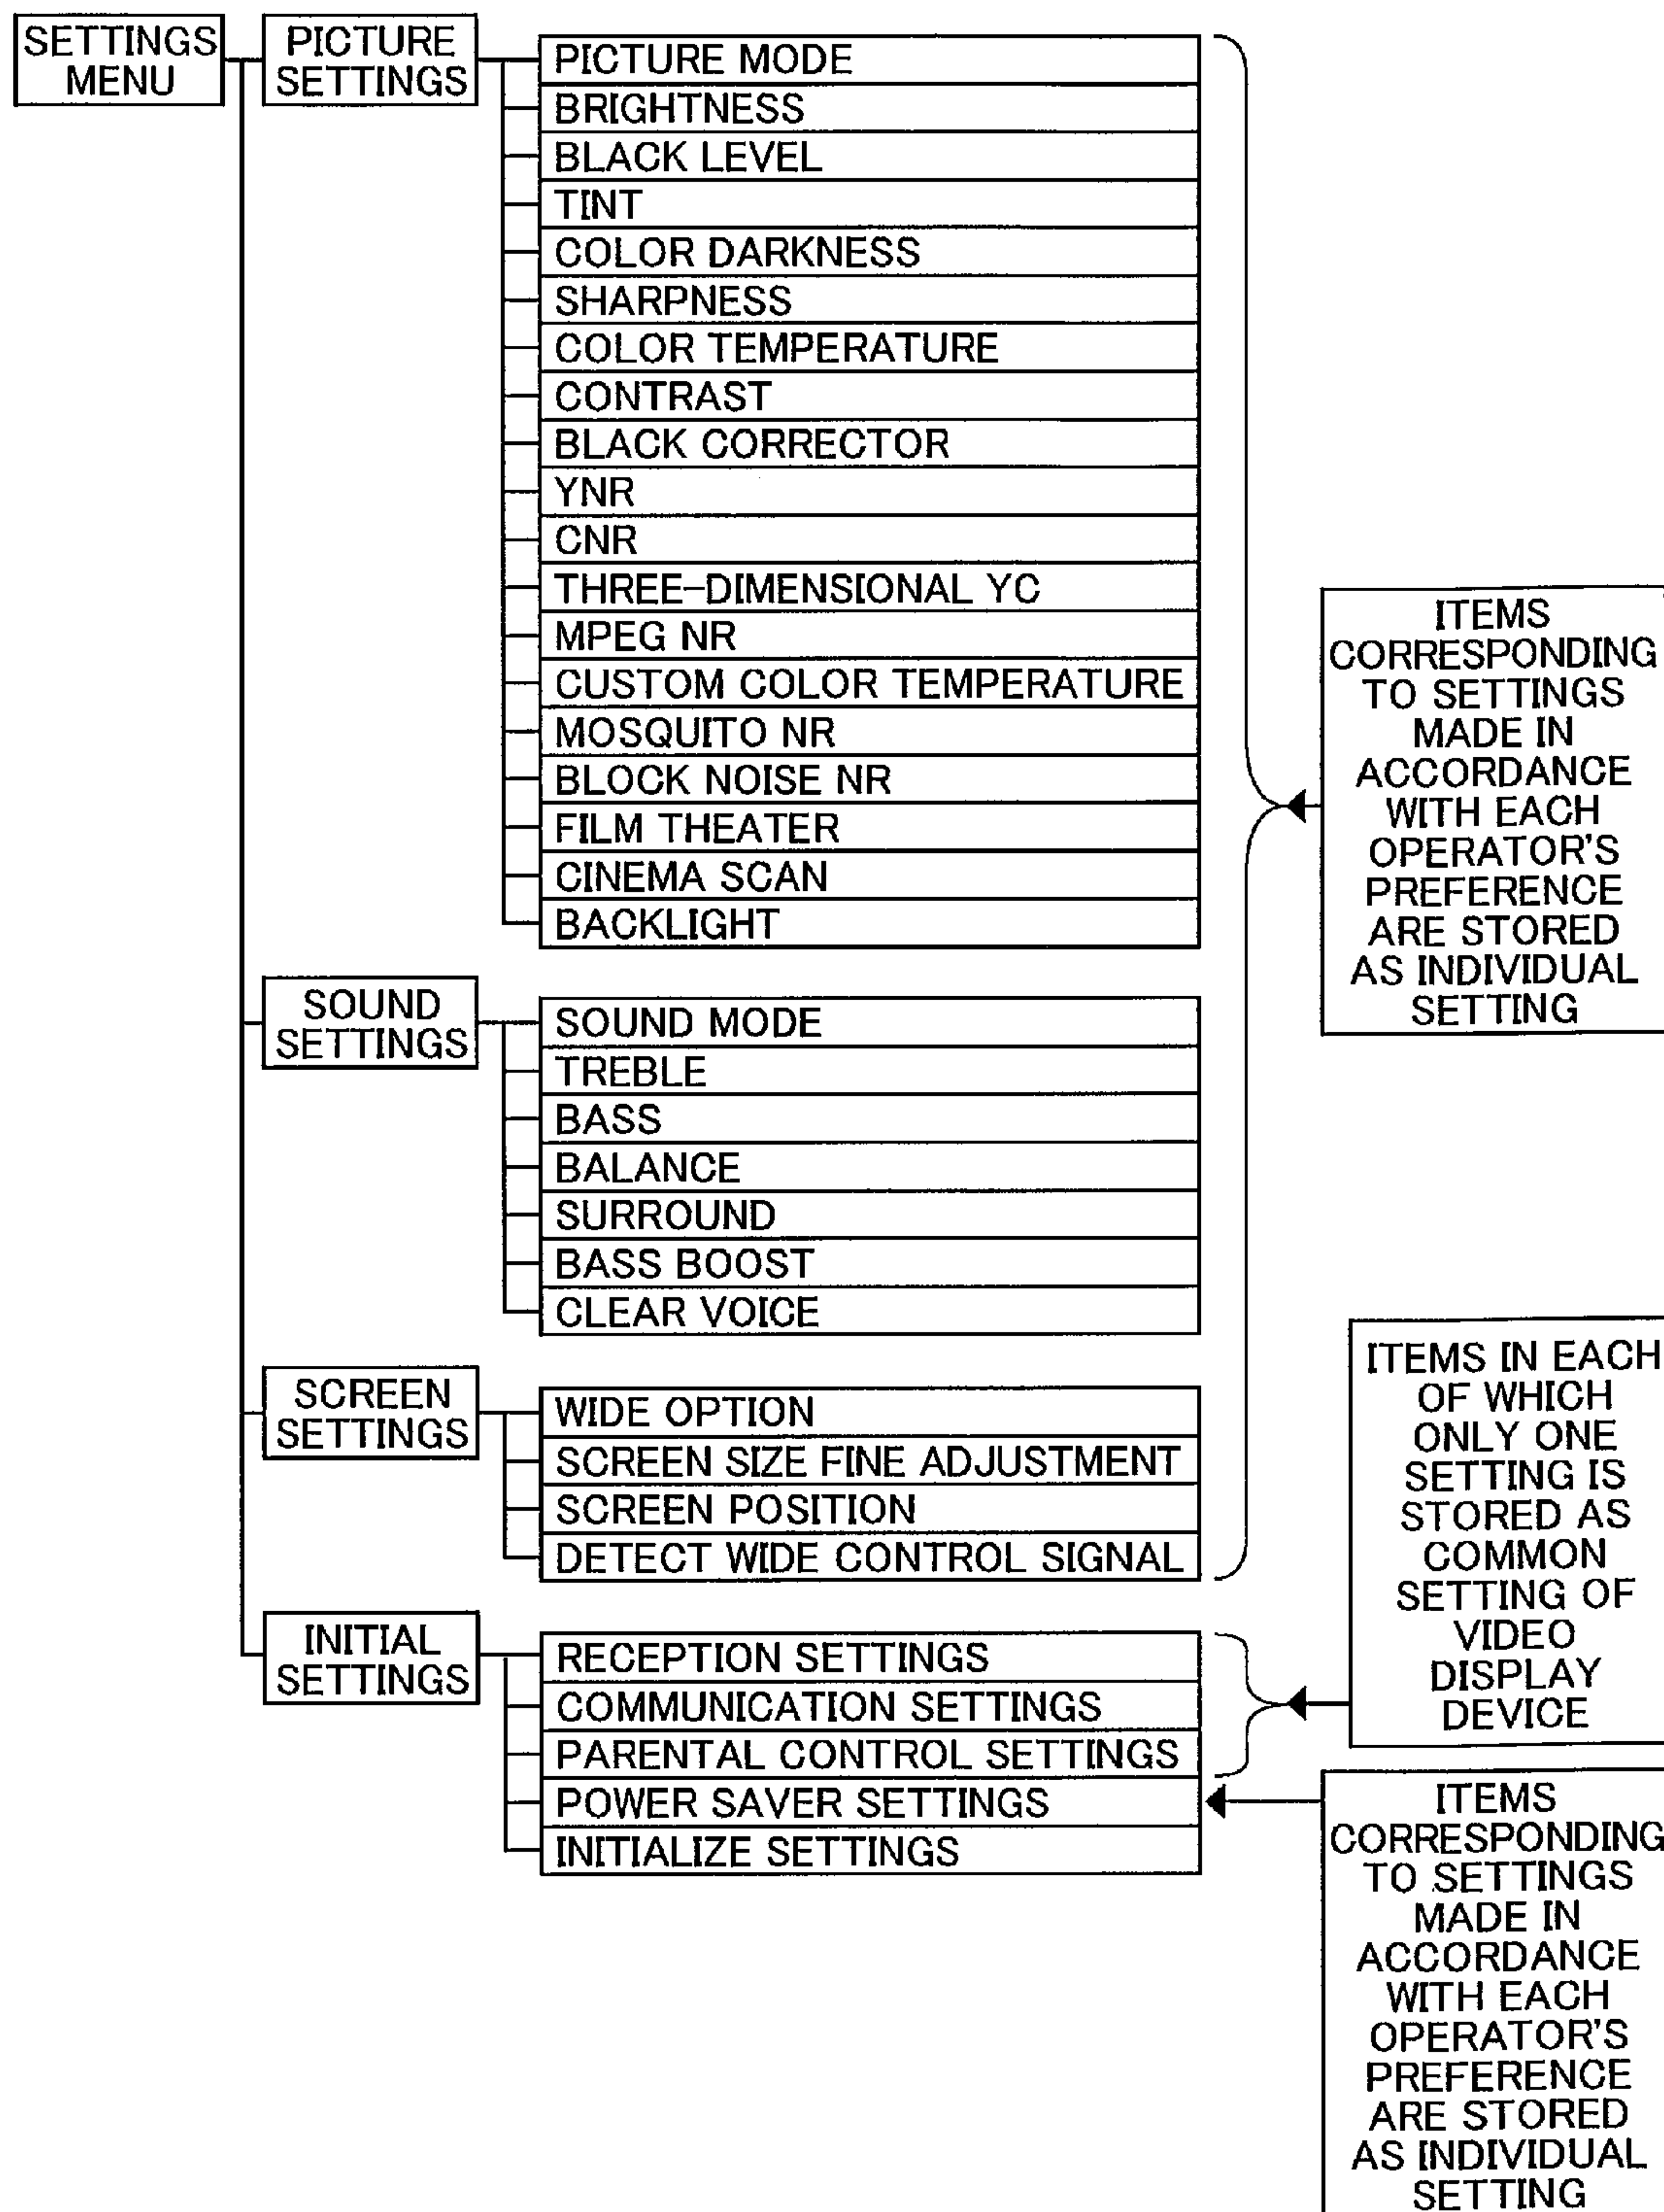 SETTINGS
MENU
PICTURE
SETTINGS
PICTURE MODE
BRIGHTNESS
BLACK LEVEL
TINT
COLOR DARKNESS
SHARPNESS
COLOR TEMPERATURE
CONTRAST
BLACK CORRECTOR
YNR
CNR
THREE-DIMENSIONAL YC
MPEG NR
CUSTOM COLOR TEMPERATURE
MOSQUITO NR
BLOCK NOISE NR
FILM THEATER
CINEMA SCAN
BACKLIGHT
SOUND
SETTINGS
SOUND MODE
TREBLE
BASS
BALANCE
SURROUND
BASS BOOST
CLEAR VOICE
SCREEN
SETTINGS
WIDE OPTION
SCREEN SIZE FINE ADJUSTMENT
SCREEN POSITION
DETECT WIDE CONTROL SIGNAL
ITEMS
CORRESPONDING
TO SETTINGS
MADE IN
ACCORDANCE
WITH EACH
OPERATOR'S
PREFERENCE
ARE STORED
AS INDIVIDUAL
SETTING
INITIAL
SETTINGS
RECEPTION SETTINGS
COMMUNICATION SETTINGS
PARENTAL CONTROL SETTINGS
POWER SAVER SETTINGS
INITIALIZE SETTINGS
ITEMS IN EACH
OF WHICH
ONLY ONE
SETTING IS
STORED AS
COMMON
SETTING OF
VIDEO
DISPLAY
DEVICE
ITEMS
CORRESPONDING
TO SETTINGS
MADE IN
ACCORDANCE
WITH EACH
OPERATOR'S
PREFERENCE
ARE STORED
AS INDIVIDUAL
SETTING